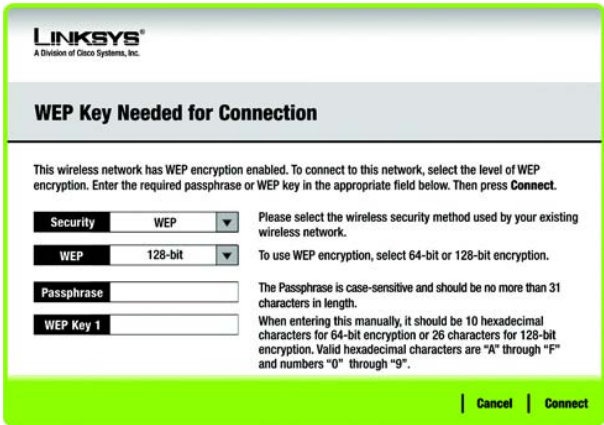 LINKSYS®
A Division of Cisco Systems, Inc.
WEP Key Needed for Connection
This wireless network has WEP encryption enabled. To connect to this network, select the level of WEP
encryption. Enter the required passphrase or WEP key in the appropriate field below. Then press Connect.
Security WEP
Please select the wireless security method used by your existing
wireless network.
WEP 128-bit
To use WEP encryption, select 64-bit or 128-bit encryption.
Passphrase
The Passphrase is case-sensitive and should be no more than 31
characters in length.
WEP Key 1
When entering this manually, it should be 10 hexadecimal
characters for 64-bit encryption or 26 characters for 128-bit
encryption. Valid hexadecimal characters are “A” through “F”
and numbers “0” through “9”.
Cancel Connect